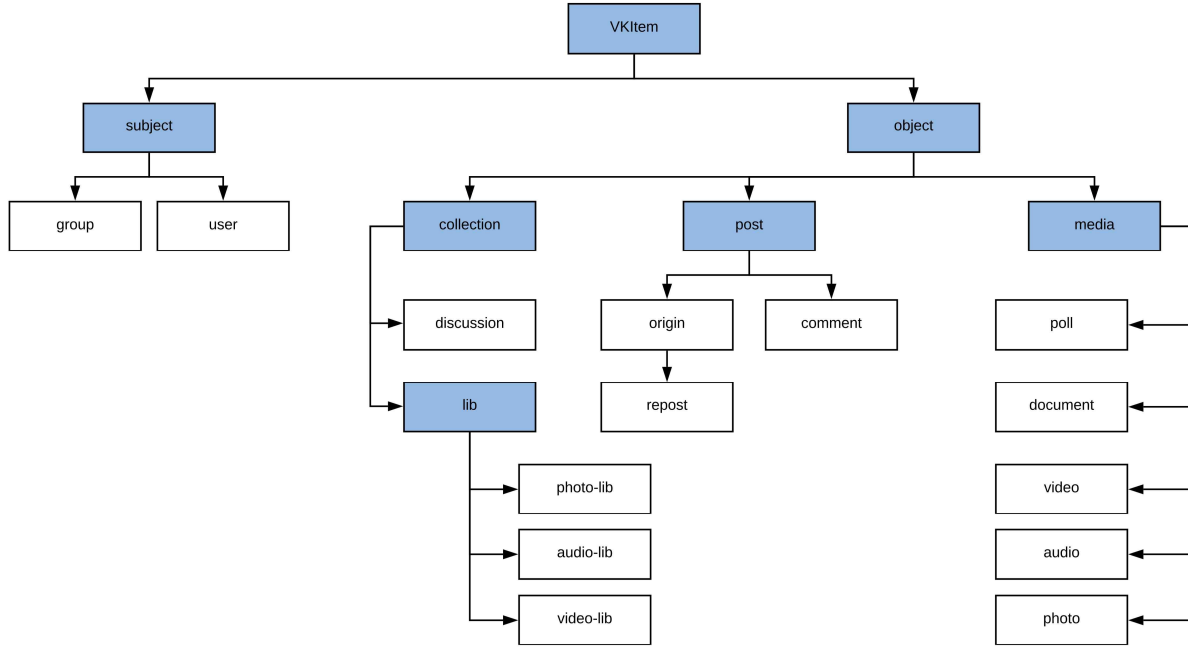 VKItem
subject
object
group
user
collection
post
media
discussion
origin
comment
poll
lib
repost
document
photo-lib
video
audio-lib
audio
video-lib
photo